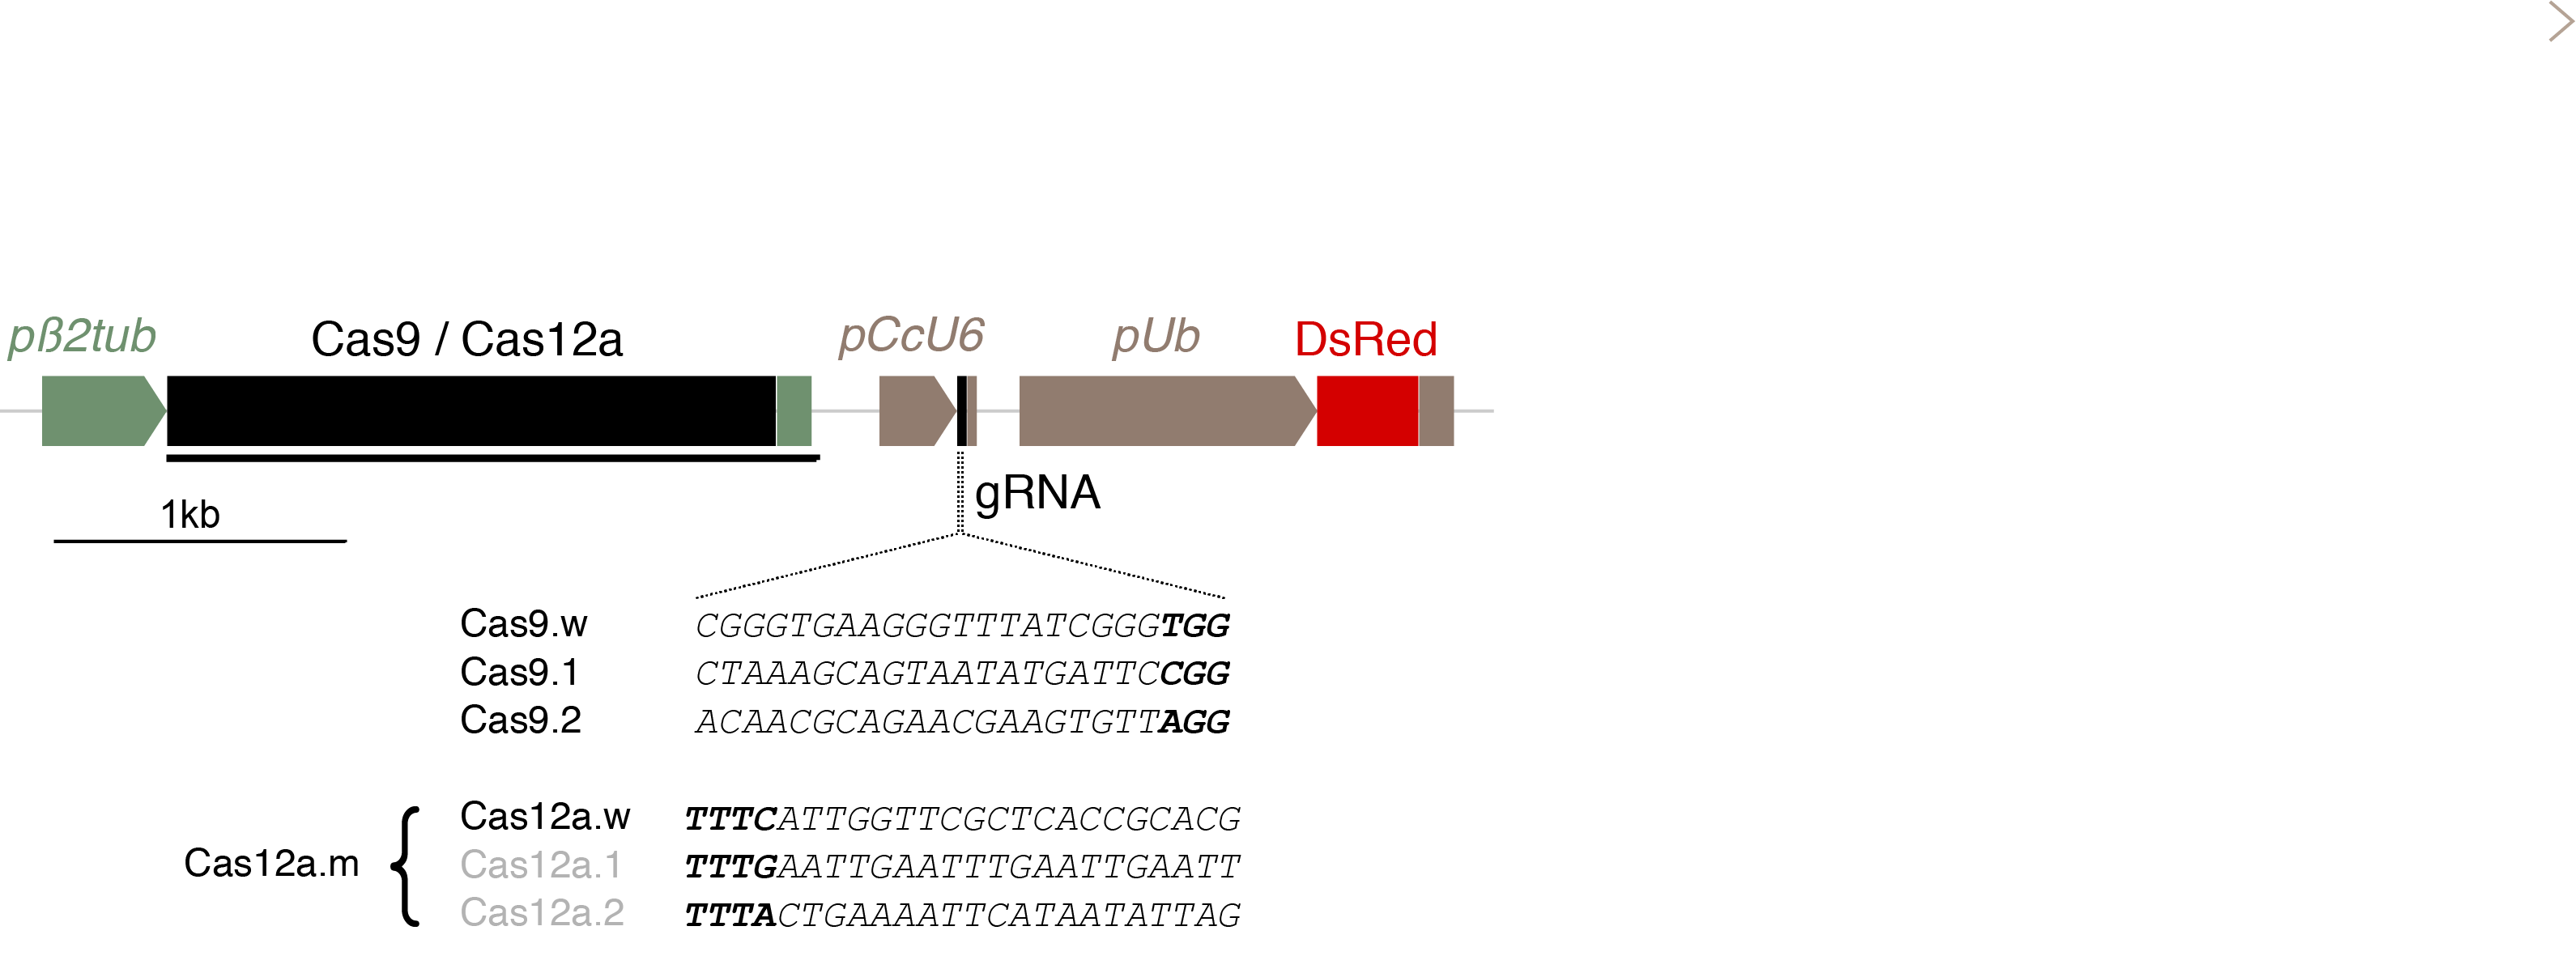 pß2tub Cas9 / Cas12a pCcU6 pUb DsRed
gRNA
1kb
Cas9.w CGGGTGAAGGGTTTATCGGGTGG
Cas9.1 CTAAAGCAGTAATATGATTCCGG
Cas9.2 ACAACGCAGAACGAAGTGTTAGG
Cas12a.w TTTCATTGGTTCGCTCACCGCACG
Cas12a.m { Cas12a.1 TTTGAATTGAATTTGAATTGAATT
Cas12a.2 TTTACTGAAAATTCATAATATTAG